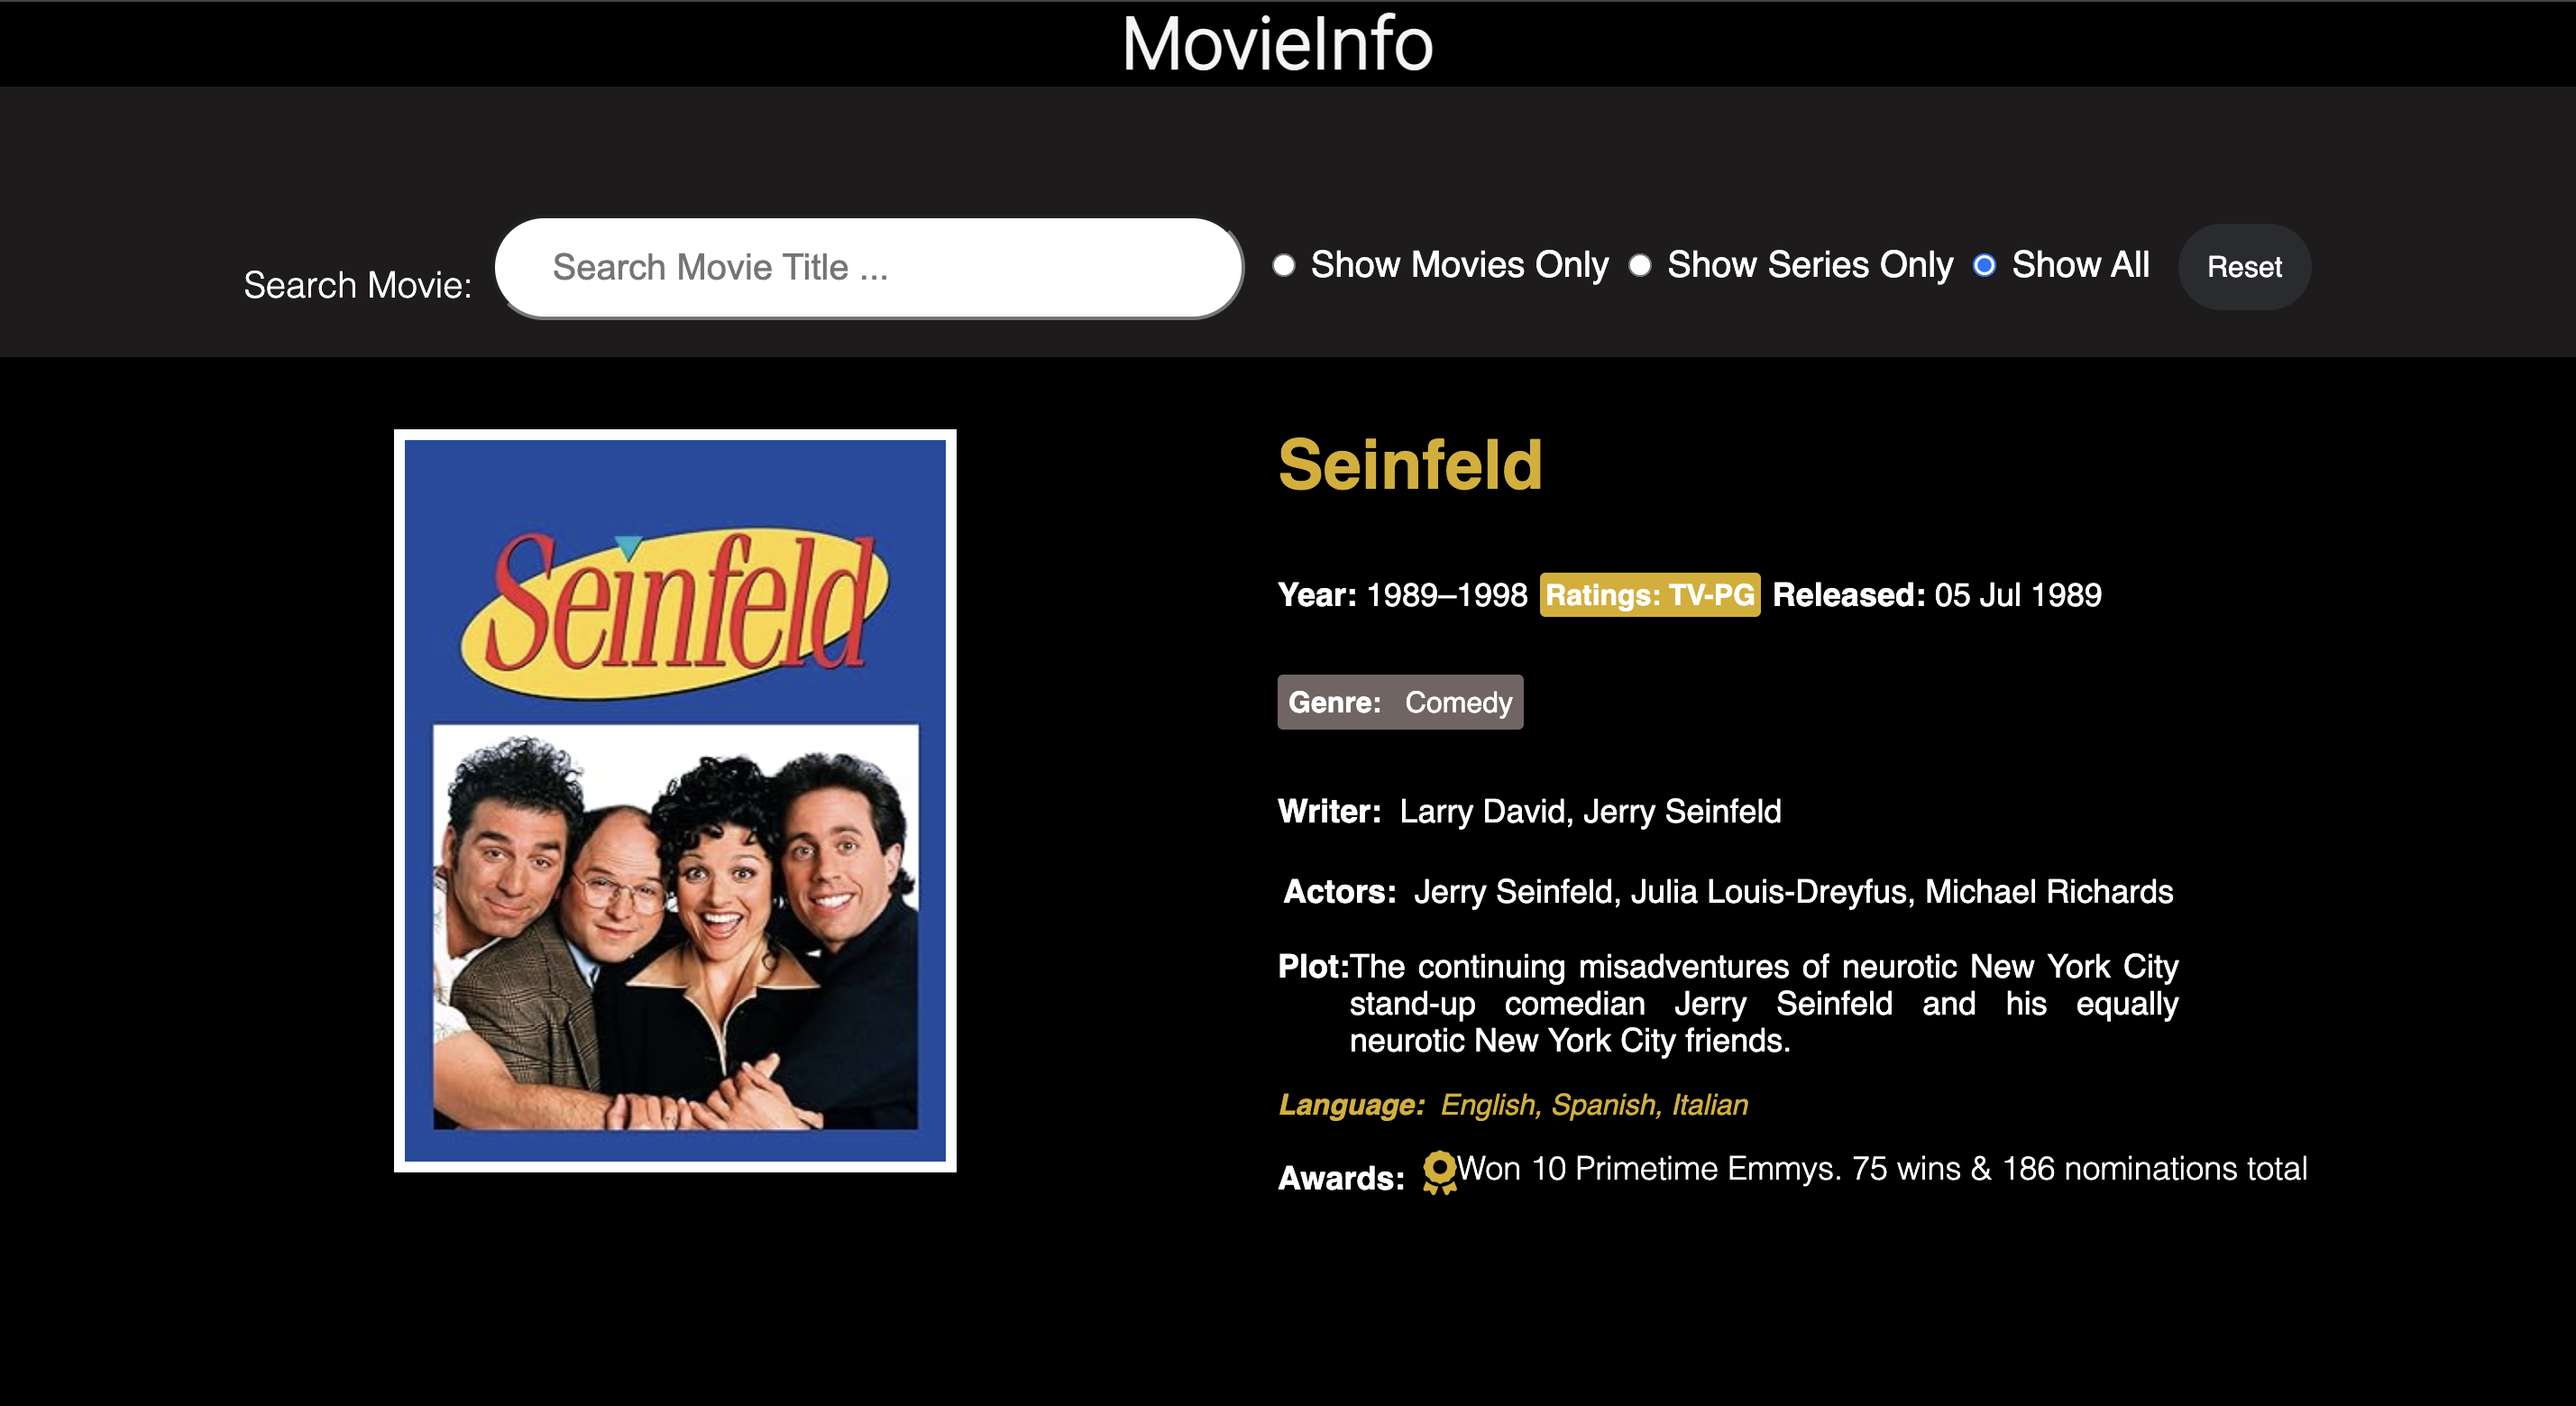 MovieInfo
Search Movie: Search Movie Title ... Show Movies Only Show Series Only Show All Reset
Seinfeld
Seinfeld
Year: 1989–1998 Ratings: TV-PG Released: 05 Jul 1989
Genre: Comedy
Writer: Larry David, Jerry Seinfeld
Actors: Jerry Seinfeld, Julia Louis-Dreyfus, Michael Richards
Plot:The continuing misadventures of neurotic New York City
stand-up comedian Jerry Seinfeld and his equally
neurotic New York City friends.
Language: English, Spanish, Italian
Awards: Won 10 Primetime Emmys. 75 wins & 186 nominations total